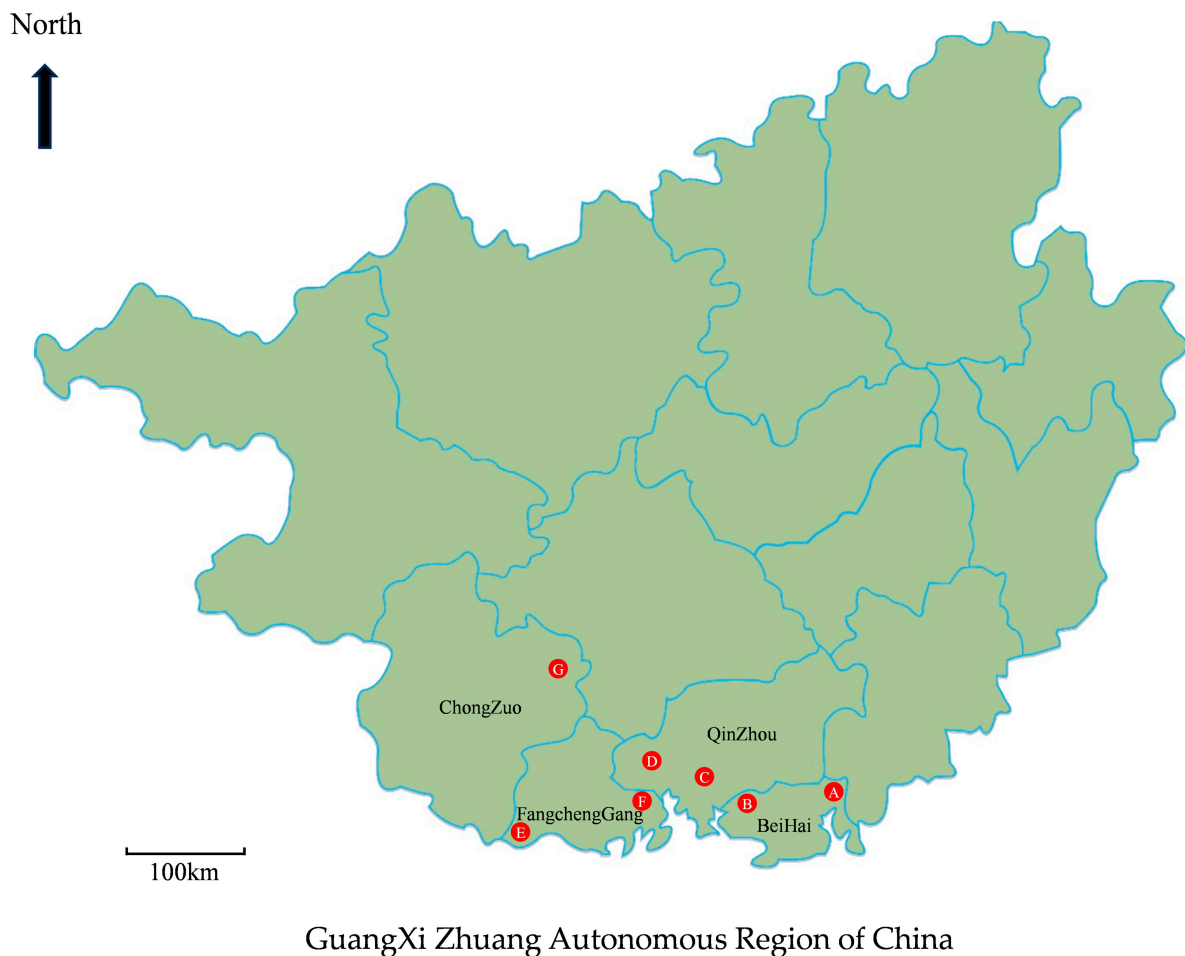 North
G
ChongZuo
QinZhou
D
C
A
F
B
FangchengGang
BeiHai
E
100km
GuangXi Zhuang Autonomous Region of China